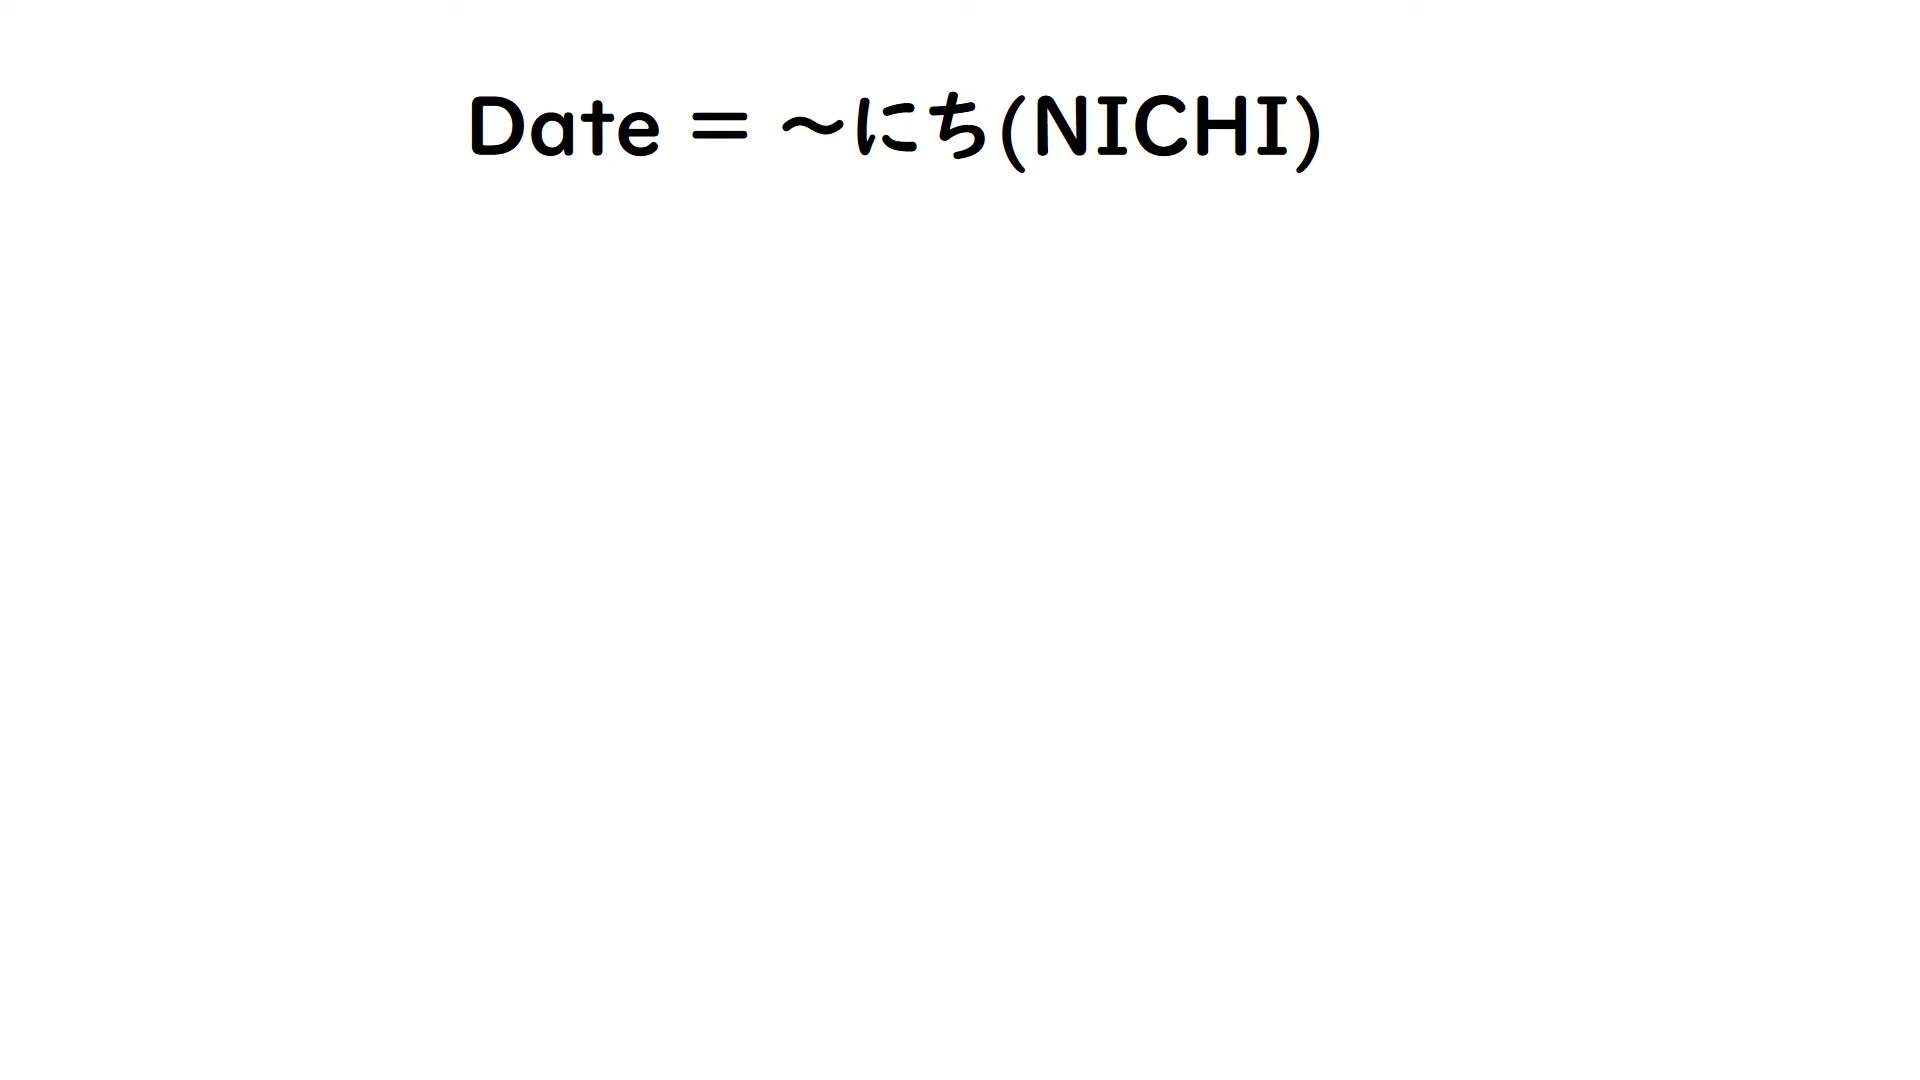 Date = ～にち(NICHI)